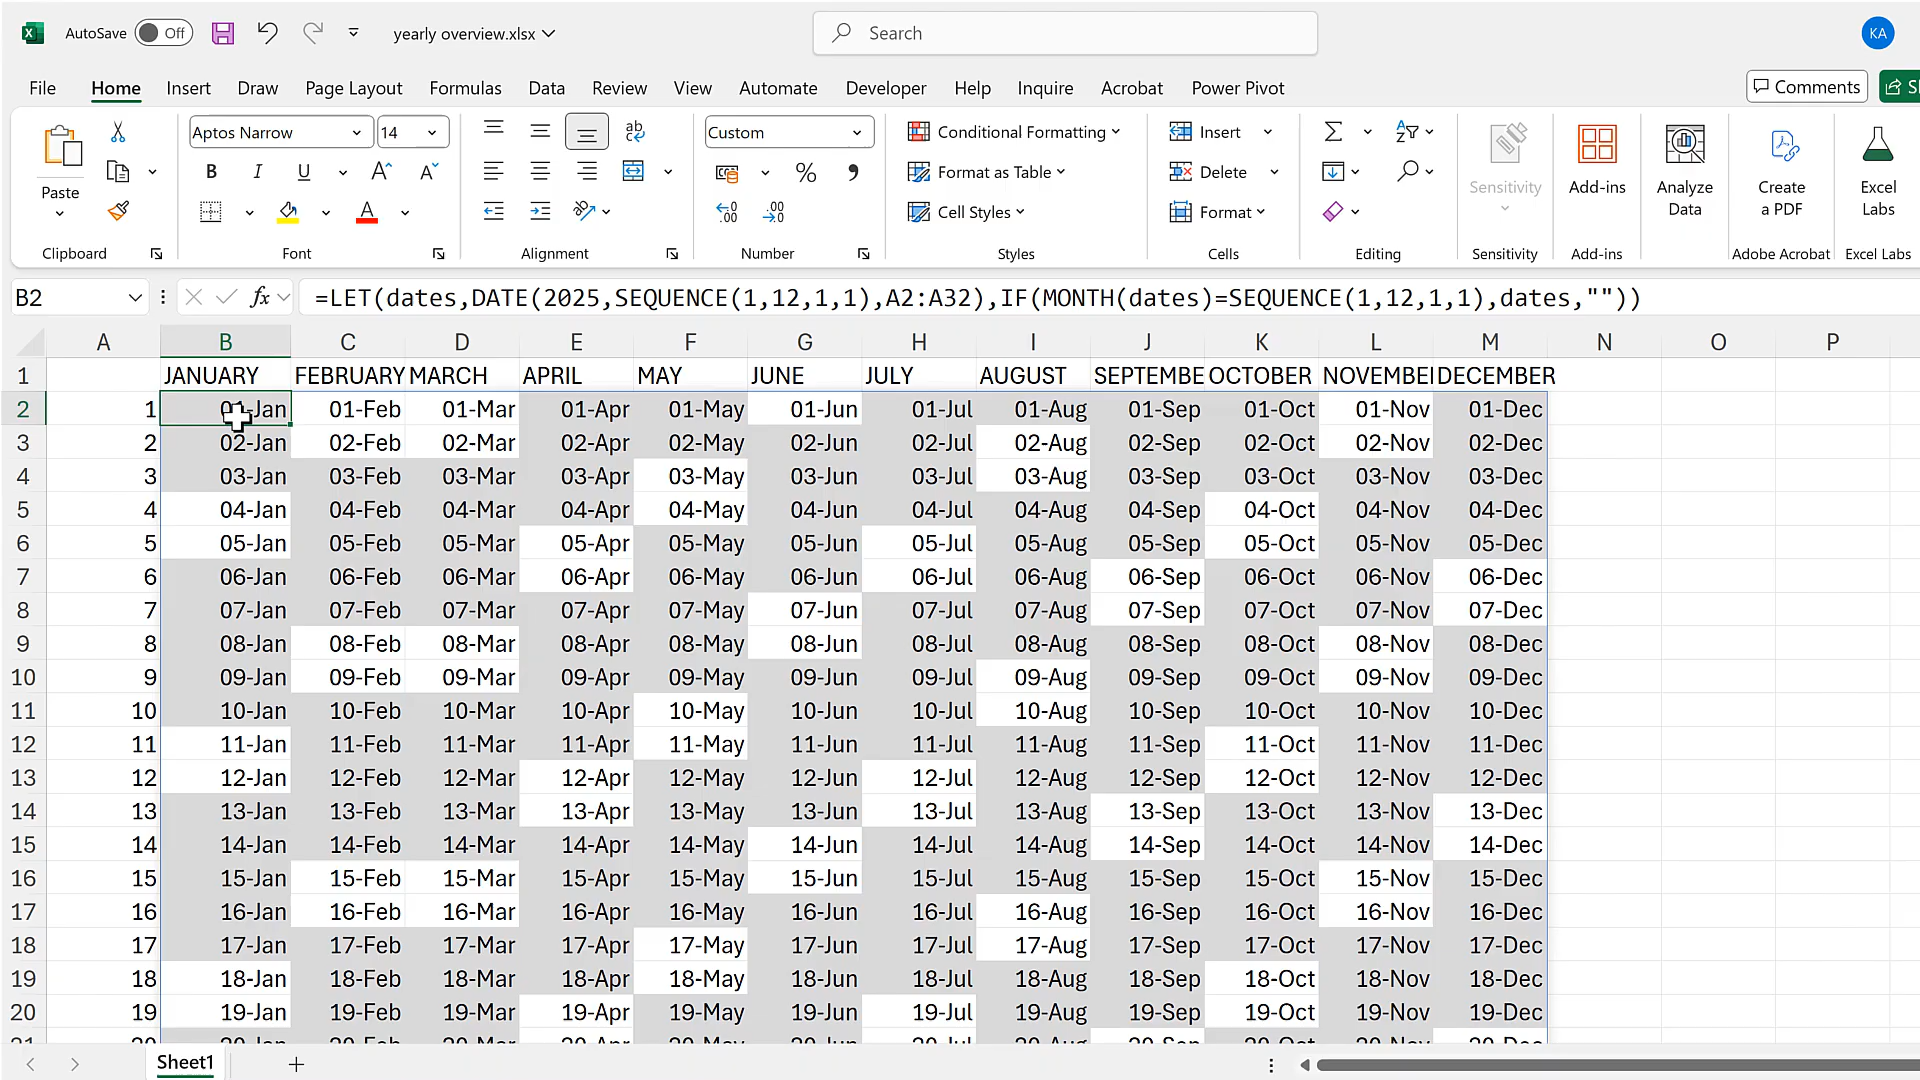 AutoSave Off yearly overview.xlsx Search KA
File Home Insert Draw Page Layout Formulas Data Review View Automate Developer Help Inquire Acrobat Power Pivot Comments
Aptos Narrow 14 Custom Conditional Formatting Insert
Paste B I U Format as Table Delete Sensitivity Add-ins Analyze Data Create a PDF Excel Labs
Cell Styles Format
Clipboard Font Alignment Number Styles Cells Editing Sensitivity Add-ins Adobe Acrobat Excel Labs
B2 fx =LET(dates,DATE(2025,SEQUENCE(1,12,1,1),A2:A32),IF(MONTH(dates)=SEQUENCE(1,12,1,1),dates,""))
A B C D E F G H I J K L M N O P
1 JANUARY FEBRUARY MARCH APRIL MAY JUNE JULY AUGUST SEPTEMBE OCTOBER NOVEMBEI DECEMBER
2 1 01-Jan 01-Feb 01-Mar 01-Apr 01-May 01-Jun 01-Jul 01-Aug 01-Sep 01-Oct 01-Nov 01-Dec
3 2 02-Jan 02-Feb 02-Mar 02-Apr 02-May 02-Jun 02-Jul 02-Aug 02-Sep 02-Oct 02-Nov 02-Dec
4 3 03-Jan 03-Feb 03-Mar 03-Apr 03-May 03-Jun 03-Jul 03-Aug 03-Sep 03-Oct 03-Nov 03-Dec
5 4 04-Jan 04-Feb 04-Mar 04-Apr 04-May 04-Jun 04-Jul 04-Aug 04-Sep 04-Oct 04-Nov 04-Dec
6 5 05-Jan 05-Feb 05-Mar 05-Apr 05-May 05-Jun 05-Jul 05-Aug 05-Sep 05-Oct 05-Nov 05-Dec
7 6 06-Jan 06-Feb 06-Mar 06-Apr 06-May 06-Jun 06-Jul 06-Aug 06-Sep 06-Oct 06-Nov 06-Dec
8 7 07-Jan 07-Feb 07-Mar 07-Apr 07-May 07-Jun 07-Jul 07-Aug 07-Sep 07-Oct 07-Nov 07-Dec
9 8 08-Jan 08-Feb 08-Mar 08-Apr 08-May 08-Jun 08-Jul 08-Aug 08-Sep 08-Oct 08-Nov 08-Dec
10 9 09-Jan 09-Feb 09-Mar 09-Apr 09-May 09-Jun 09-Jul 09-Aug 09-Sep 09-Oct 09-Nov 09-Dec
11 10 10-Jan 10-Feb 10-Mar 10-Apr 10-May 10-Jun 10-Jul 10-Aug 10-Sep 10-Oct 10-Nov 10-Dec
12 11 11-Jan 11-Feb 11-Mar 11-Apr 11-May 11-Jun 11-Jul 11-Aug 11-Sep 11-Oct 11-Nov 11-Dec
13 12 12-Jan 12-Feb 12-Mar 12-Apr 12-May 12-Jun 12-Jul 12-Aug 12-Sep 12-Oct 12-Nov 12-Dec
14 13 13-Jan 13-Feb 13-Mar 13-Apr 13-May 13-Jun 13-Jul 13-Aug 13-Sep 13-Oct 13-Nov 13-Dec
15 14 14-Jan 14-Feb 14-Mar 14-Apr 14-May 14-Jun 14-Jul 14-Aug 14-Sep 14-Oct 14-Nov 14-Dec
16 15 15-Jan 15-Feb 15-Mar 15-Apr 15-May 15-Jun 15-Jul 15-Aug 15-Sep 15-Oct 15-Nov 15-Dec
17 16 16-Jan 16-Feb 16-Mar 16-Apr 16-May 16-Jun 16-Jul 16-Aug 16-Sep 16-Oct 16-Nov 16-Dec
18 17 17-Jan 17-Feb 17-Mar 17-Apr 17-May 17-Jun 17-Jul 17-Aug 17-Sep 17-Oct 17-Nov 17-Dec
19 18 18-Jan 18-Feb 18-Mar 18-Apr 18-May 18-Jun 18-Jul 18-Aug 18-Sep 18-Oct 18-Nov 18-Dec
20 19 19-Jan 19-Feb 19-Mar 19-Apr 19-May 19-Jun 19-Jul 19-Aug 19-Sep 19-Oct 19-Nov 19-Dec
Sheet1